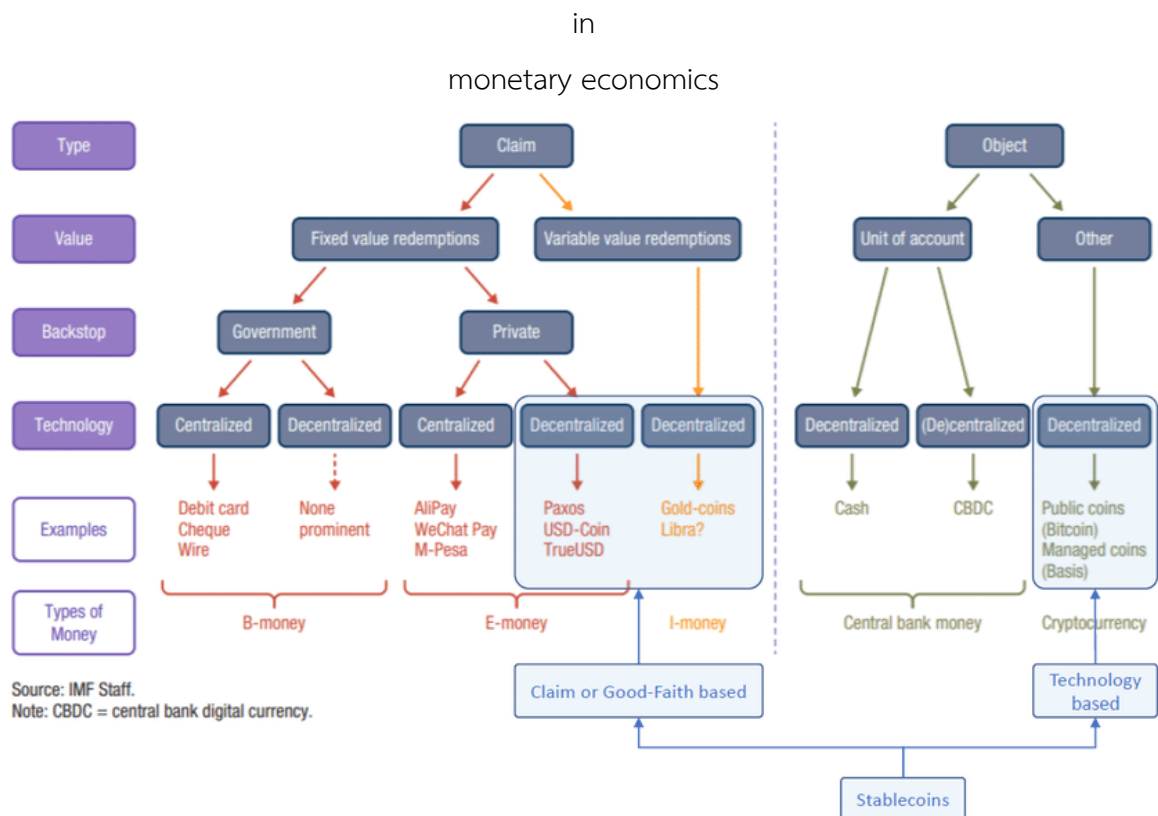 in
monetary economics
Type
Claim
Object
Value
Fixed value redemptions
Variable value redemptions
Unit of account
Other
Backstop
Government
Private
Technology
Centralized
Decentralized
Centralized
Decentralized
Decentralized
Decentralized
(De)centralized
Decentralized
Examples
Debit card
Cheque
Wire
None
prominent
AliPay
WeChat Pay
M-Pesa
Paxos
USD-Coin
TrueUSD
Gold-coins
Libra?
Cash
CBDC
Public coins
(Bitcoin)
Managed coins
(Basis)
Types of
Money
B-money
E-money
I-money
Central bank money
Cryptocurrency
Source: IMF Staff.
Note: CBDC = central bank digital currency.
Claim or Good-Faith based
Technology
based
Stablecoins